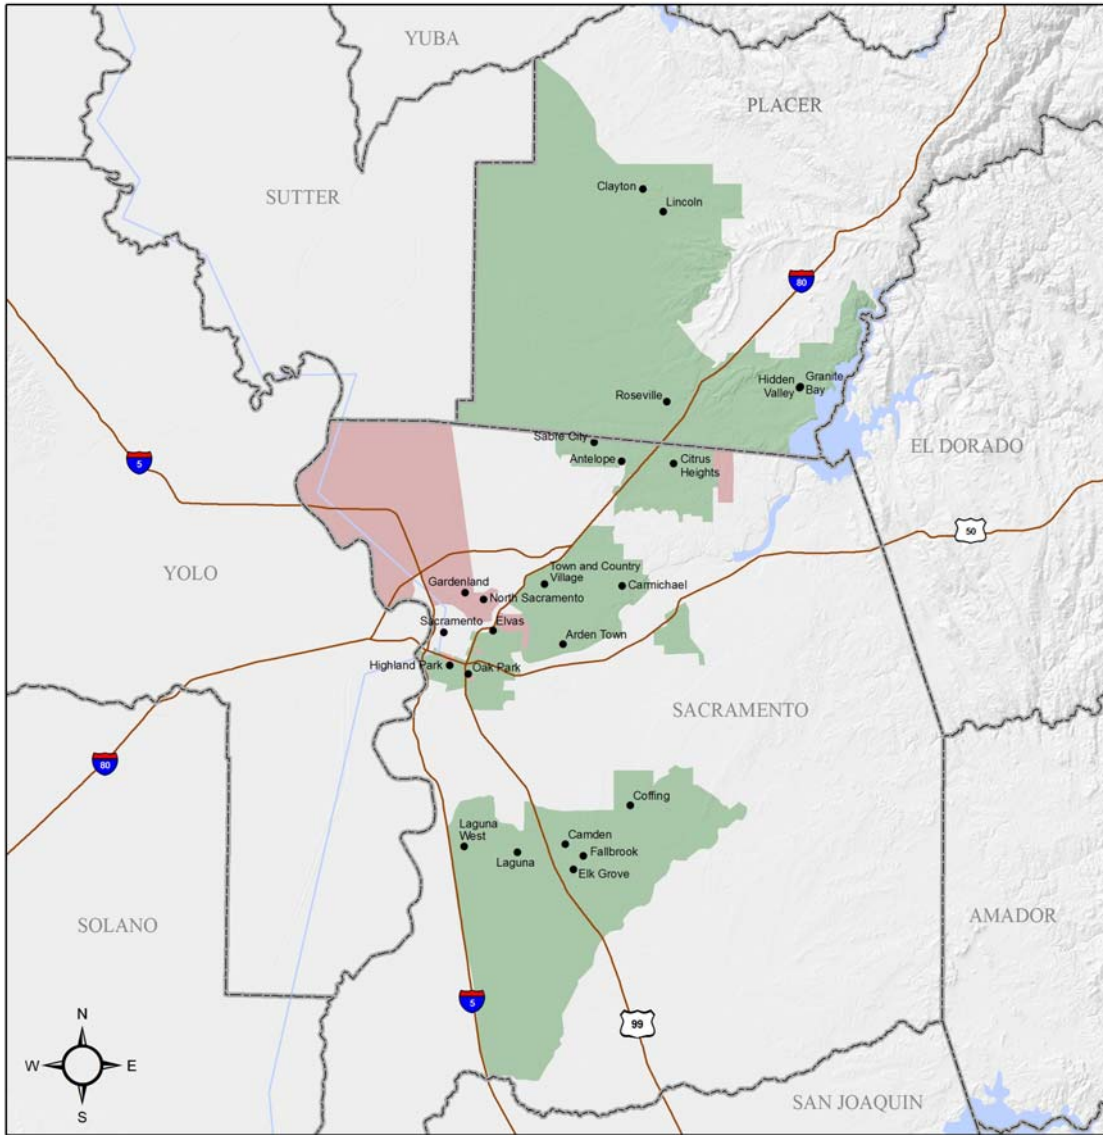 YUBA
PLACER
SUTTER
Clayton
Lincoln
80
Hidden
Valley
Granite
Bay
Roseville
Sabre City
Antelope
Citrus
Heights
EL DORADO
5
50
YOLO
Town and Country
Village
Gardenland
North Sacramento
Carmichael
Sacramento
Elvas
Arden Town
Highland Park
Oak Park
SACRAMENTO
80
Coffing
Laguna
West
Camden
Laguna
Fallbrook
Elk Grove
SOLANO
AMADOR
5
99
N
W
E
S
SAN JOAQUIN